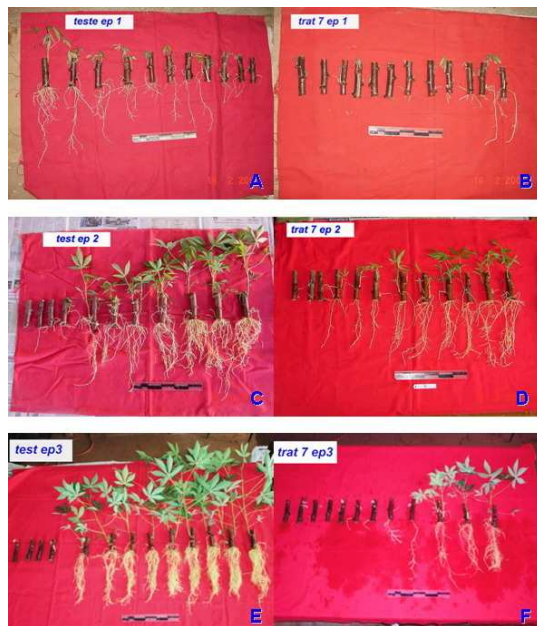 teste ep 1
A
trat 7 ep 1
B
test ep 2
C
trat 7 ep 2
D
test ep3
E
trat 7 ep3
F